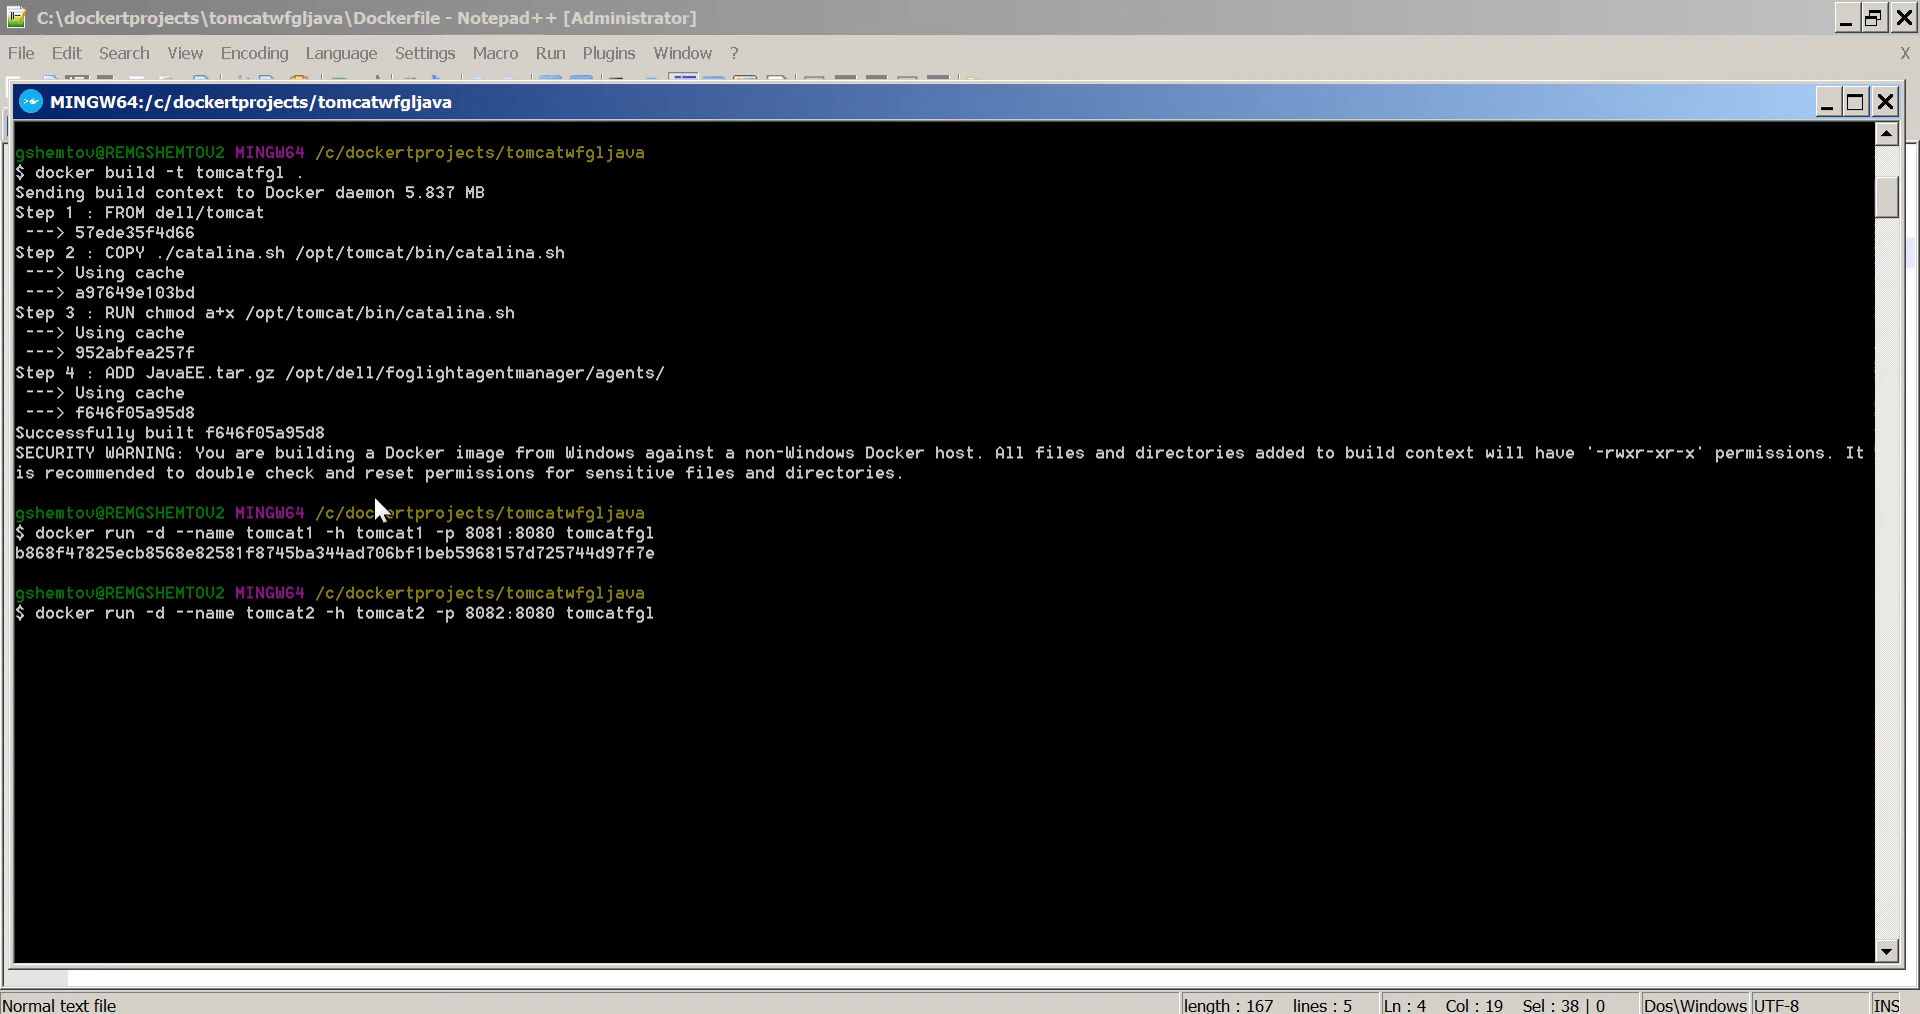 C:\dockertprojects\tomcatwfgljava\Dockerfile - Notepad++ [Administrator]
File Edit Search View Encoding Language Settings Macro Run Plugins Window ? X
MINGW64:/c/dockertprojects/tomcatwfgljava
gshemtov@REMGSHEMTOV2 MINGW64 /c/dockertprojects/tomcatwfgljava
$ docker build -t tomcatfgl .
Sending build context to Docker daemon 5.837 MB
Step 1 : FROM dell/tomcat
---> 57ede35f4d66
Step 2 : COPY ./catalina.sh /opt/tomcat/bin/catalina.sh
---> Using cache
---> a97649e103bd
Step 3 : RUN chmod a+x /opt/tomcat/bin/catalina.sh
---> Using cache
---> 952abfea257f
Step 4 : ADD JavaEE.tar.gz /opt/dell/foglightagentmanager/agents/
---> Using cache
---> f646f05a95d8
Successfully built f646f05a95d8
SECURITY WARNING: You are building a Docker image from Windows against a non-Windows Docker host. All files and directories added to build context will have '-rwxr-xr-x' permissions. It
is recommended to double check and reset permissions for sensitive files and directories.
gshemtov@REMGSHEMTOV2 MINGW64 /c/dockertprojects/tomcatwfgljava
$ docker run -d --name tomcat1 -h tomcat1 -p 8081:8080 tomcatfgl
b868f47825ecb8568e82581f8745ba344ad706bf1beb5968157d725744d97f7e
gshemtov@REMGSHEMTOV2 MINGW64 /c/dockertprojects/tomcatwfgljava
$ docker run -d --name tomcat2 -h tomcat2 -p 8082:8080 tomcatfgl
Normal text file length : 167 lines : 5 Ln : 4 Col : 19 Sel : 38 | 0 Dos\Windows UTF-8 INS